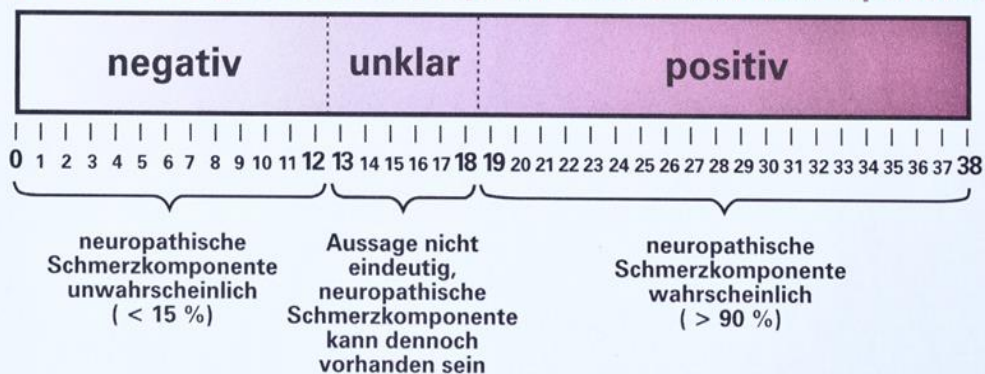 negativ unklar positiv
0 1 2 3 4 5 6 7 8 9 10 11 12 13 14 15 16 17 18 19 20 21 22 23 24 25 26 27 28 29 30 31 32 33 34 35 36 37 38
neuropathische
Schmerzkomponente
unwahrscheinlich
( < 15 %)
Aussage nicht
eindeutig,
neuropathische
Schmerzkomponente
kann dennoch
vorhanden sein
neuropathische
Schmerzkomponente
wahrscheinlich
( > 90 %)